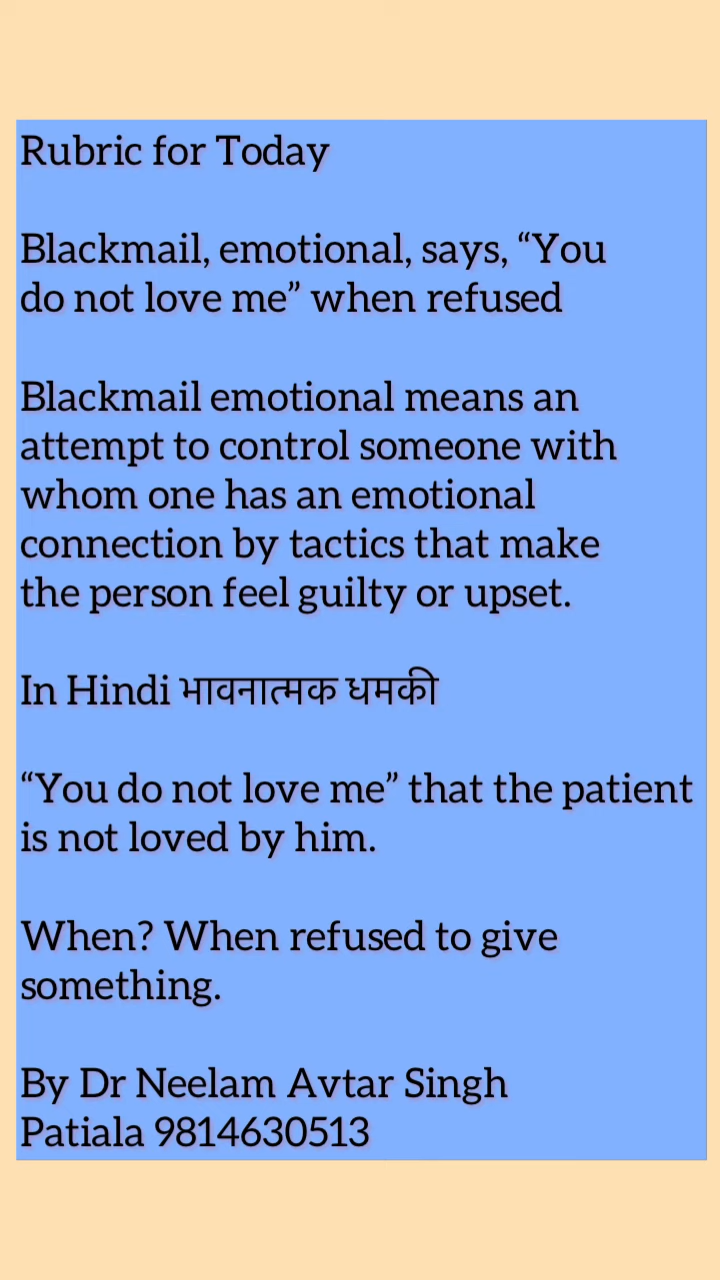 Rubric for Today
Blackmail, emotional, says, “You
do not love me” when refused
Blackmail emotional means an
attempt to control someone with
whom one has an emotional
connection by tactics that make
the person feel guilty or upset.
In Hindi भावनात्मक धमकी
“You do not love me” that the patient
is not loved by him.
When? When refused to give
something.
By Dr Neelam Avtar Singh
Patiala 9814630513